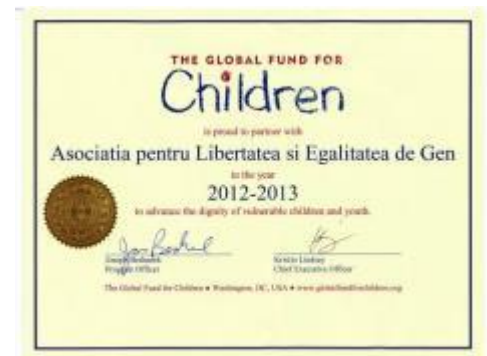 THE GLOBAL FUND FOR
Children
is proud to partner with
Asociatia pentru Libertatea si Egalitatea de Gen
in the year
2012-2013
to advance the dignity of vulnerable children and youth.
Program Officer
Kristin Lindsey
Chief Executive Officer
The Global Fund for Children • Washington, DC, USA • www.globalfundforchildren.org